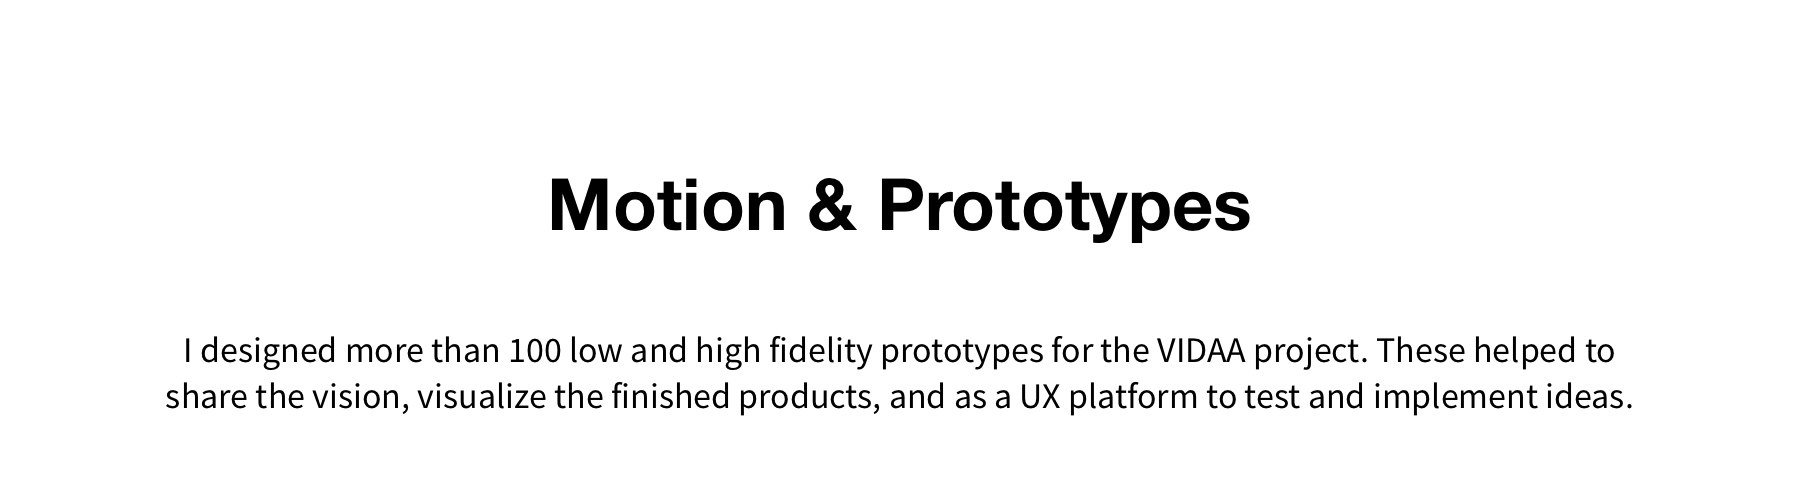 Motion & Prototypes
I designed more than 100 low and high fidelity prototypes for the VIDAA project. These helped to
share the vision, visualize the finished products, and as a UX platform to test and implement ideas.